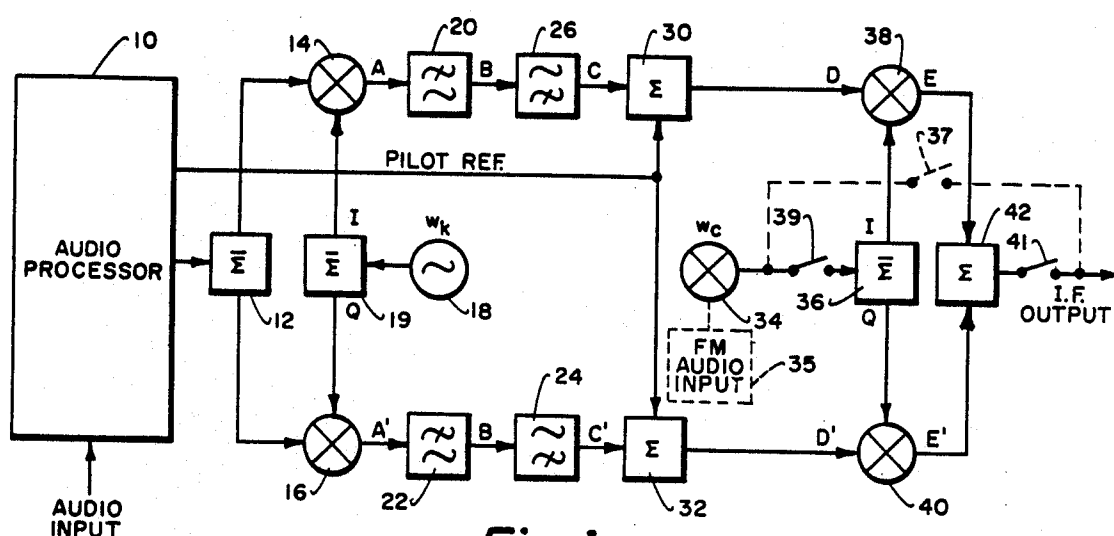 10
14
20
26
30
38
A
B
C
D
E
Σ
37
PILOT REF.
AUDIO
PROCESSOR
I
wk
wc
39
I
42
41
Σ̅
Σ̅
Σ̅
Σ
12
Q
19
18
34
36
Q
I.F.
OUTPUT
FM
AUDIO
INPUT
35
24
A'
B
C'
Σ
D'
E'
16
22
32
40
AUDIO
INPUT